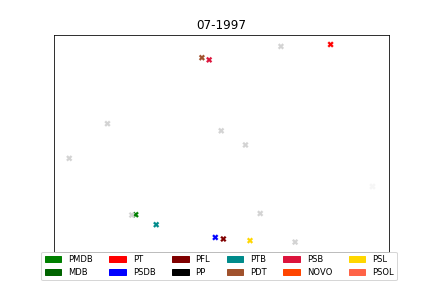 07-1997
PMDB PT PFL PTB PSB PSL
MDB PSDB PP PDT NOVO PSOL